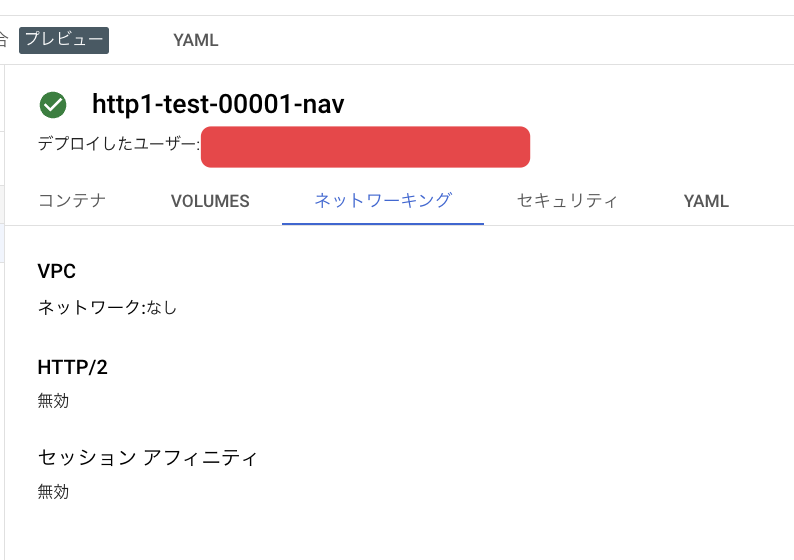 合 プレビュー YAML
http1-test-00001-nav
デプロイしたユーザー:
コンテナ VOLUMES ネットワーキング セキュリティ YAML
VPC
ネットワーク:なし
HTTP/2
無効
セッション アフィニティ
無効